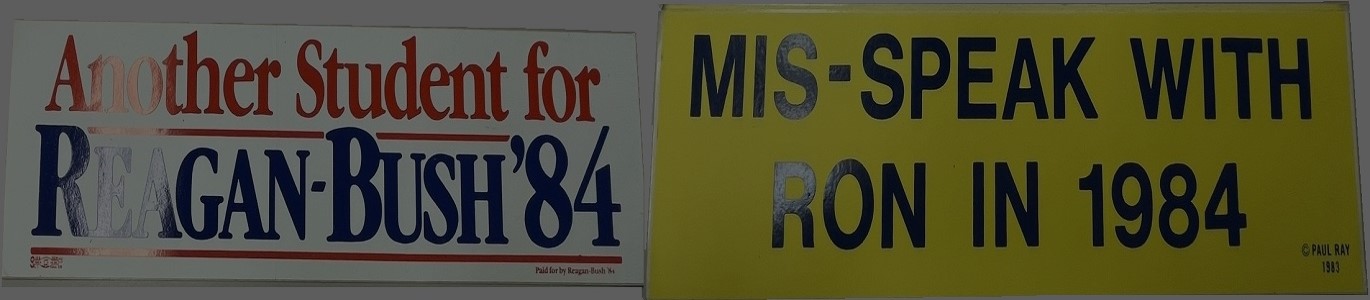 Another Student for
REAGAN-BUSH '84
Paid for by Reagan-Bush '84
MIS-SPEAK WITH
RON IN 1984
© PAUL RAY
1983